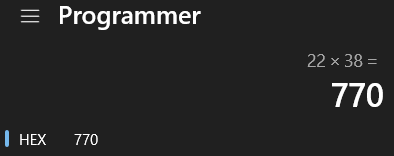 Programmer
22 × 38 =
770
HEX 770